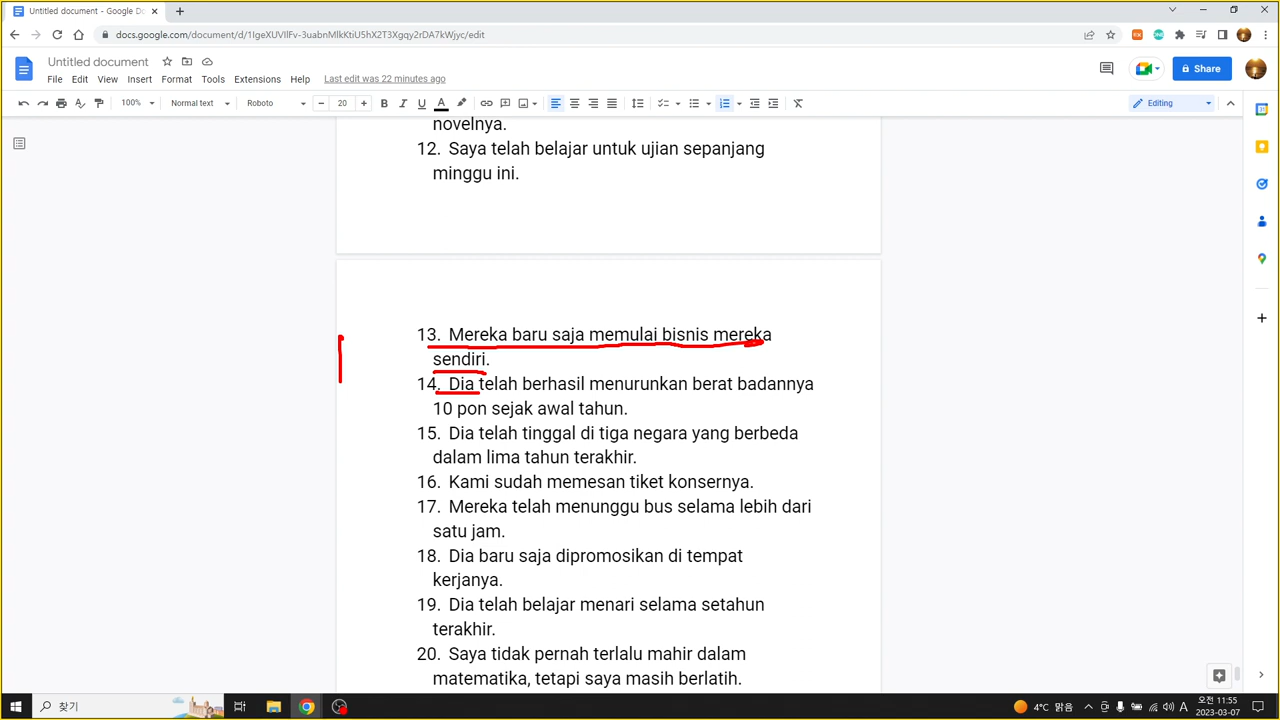 Untitled document - Google Do
docs.google.com/document/d/1IgeXUVIlFv-3uabnMlkKtiU5hX2T3Xgqy2rDA7kWjyc/edit
Untitled document
File Edit View Insert Format Tools Extensions Help Last edit was 22 minutes ago
Share
100% Normal text Roboto 20 Editing
novelnya.
12. Saya telah belajar untuk ujian sepanjang
minggu ini.
13. Mereka baru saja memulai bisnis mereka
sendiri.
14. Dia telah berhasil menurunkan berat badannya
10 pon sejak awal tahun.
15. Dia telah tinggal di tiga negara yang berbeda
dalam lima tahun terakhir.
16. Kami sudah memesan tiket konsernya.
17. Mereka telah menunggu bus selama lebih dari
satu jam.
18. Dia baru saja dipromosikan di tempat
kerjanya.
19. Dia telah belajar menari selama setahun
terakhir.
20. Saya tidak pernah terlalu mahir dalam
matematika, tetapi saya masih berlatih.
찾기
4°C 맑음 A 오전 11:55
2023-03-07